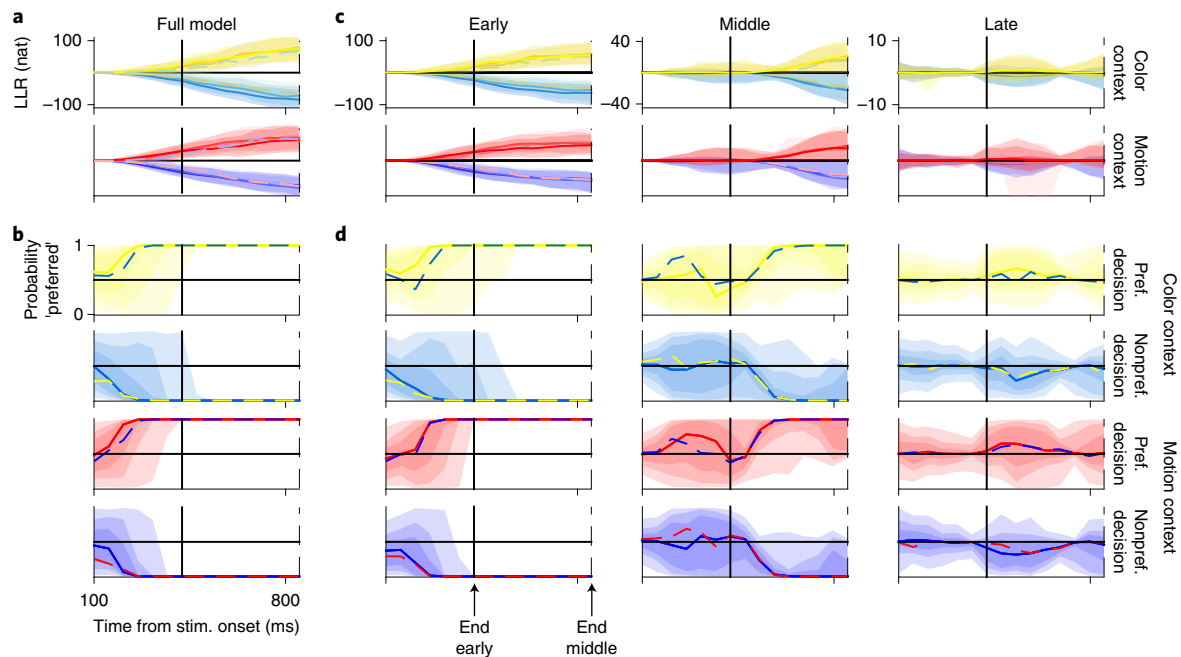 a
Full model
c
Early
Middle
Late
LLR (nat)
100
–100
100
–100
40
–40
10
–10
Color
context
Motion
context
b
d
Probability
'preferred'
1
0
Pref.
decision
Nonpref.
decision
Pref.
decision
Nonpref.
decision
Color context
Motion context
100
800
Time from stim. onset (ms)
End
early
End
middle